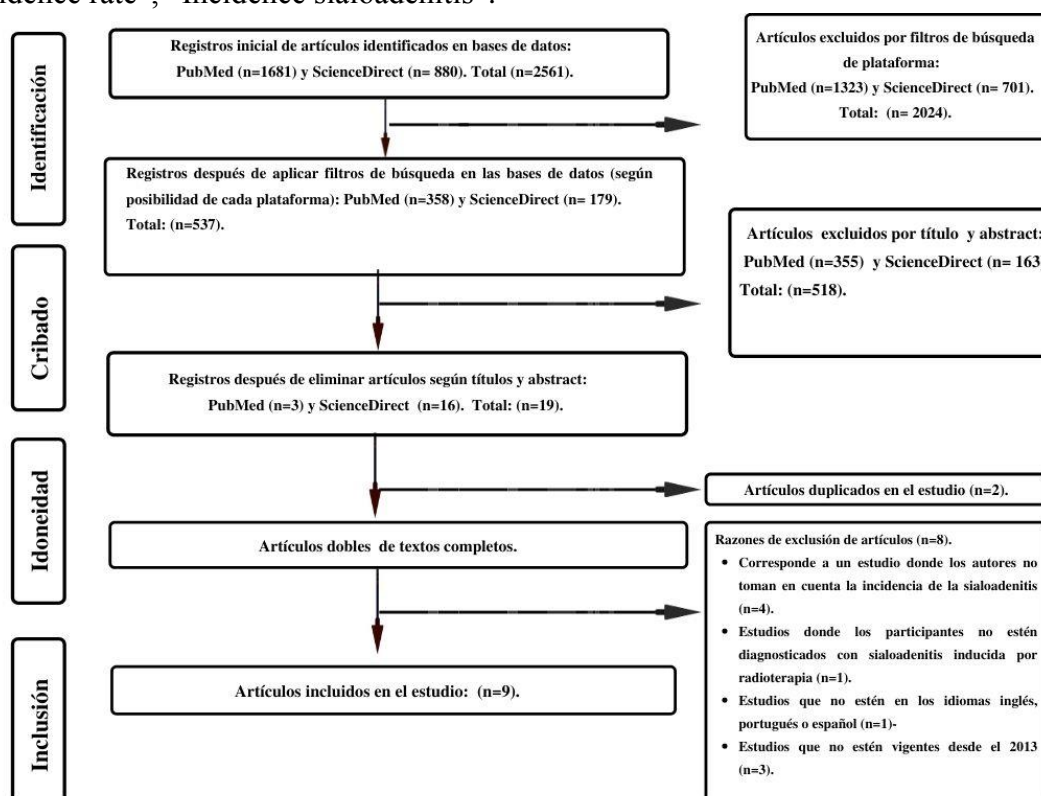 Incidence sialoadenitis".
Identificación
Registros inicial de artículos identificados en bases de datos:
PubMed (n=1681) y ScienceDirect (n= 880). Total (n=2561).
Artículos excluidos por filtros de búsqueda
de plataforma:
PubMed (n=1323) y ScienceDirect (n= 701).
Total: (n= 2024).
Registros después de aplicar filtros de búsqueda en las bases de datos (según
posibilidad de cada plataforma): PubMed (n=358) y ScienceDirect (n= 179).
Total: (n=537).
Cribado
Artículos excluidos por título y abstract:
PubMed (n=355) y ScienceDirect (n= 163
Total: (n=518).
Registros después de eliminar artículos según títulos y abstract:
PubMed (n=3) y ScienceDirect (n=16). Total: (n=19).
Idoneidad
Artículos duplicados en el estudio (n=2).
Artículos dobles de textos completos.
Razones de exclusión de artículos (n=8).
• Corresponde a un estudio donde los autores no
toman en cuenta la incidencia de la sialoadenitis
(n=4).
• Estudios donde los participantes no estén
diagnosticados con sialoadenitis inducida por
radioterapia (n=1).
• Estudios que no estén en los idiomas inglés,
portugués o español (n=1)-
• Estudios que no estén vigentes desde el 2013
(n=3).
Inclusión
Artículos incluidos en el estudio: (n=9).